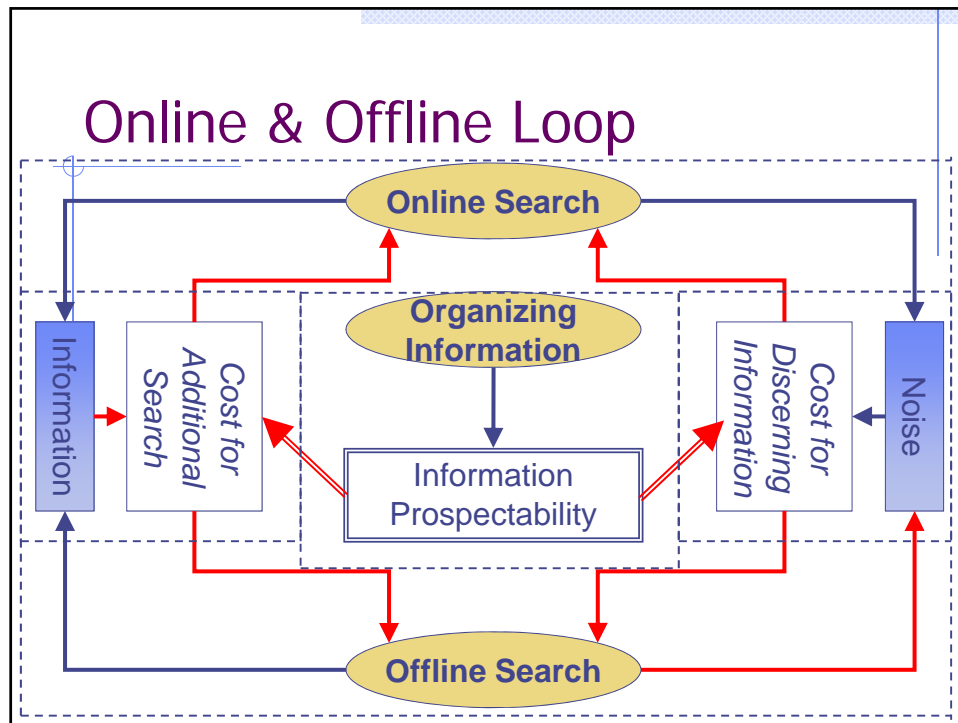 Online & Offline Loop
Online Search
Organizing
Information
Information
Cost for
Additional
Search
Information
Prospectability
Cost for
Discerning
Information
Noise
Offline Search